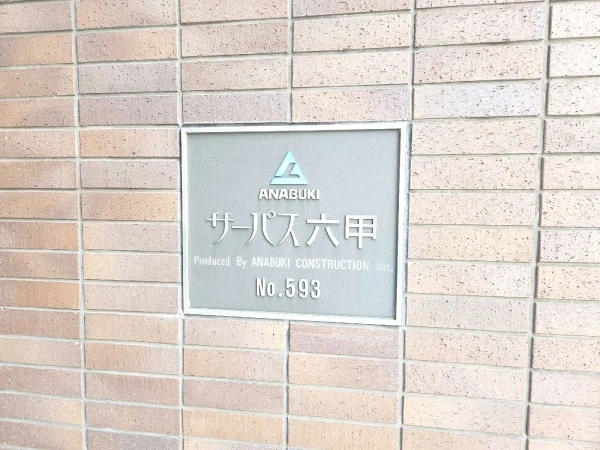 ANABUKI
サーパス六甲
Produced By ANABUKI CONSTRUCTION Inc.
No.593